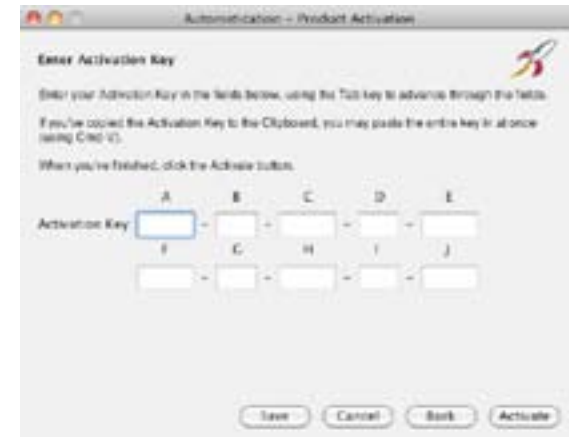 Automatication – Product Activation
Enter Activation Key
Enter your Activation Key in the fields below, using the Tab key to advance through the fields.
If you've copied the Activation Key to the Clipboard, you may paste the entire key in at once
(using Cmd-V).
When you're finished, click the Activate button.
A B C D E
Activation Key - - - -
F G H I J
- - - -
Save Cancel Back Activate